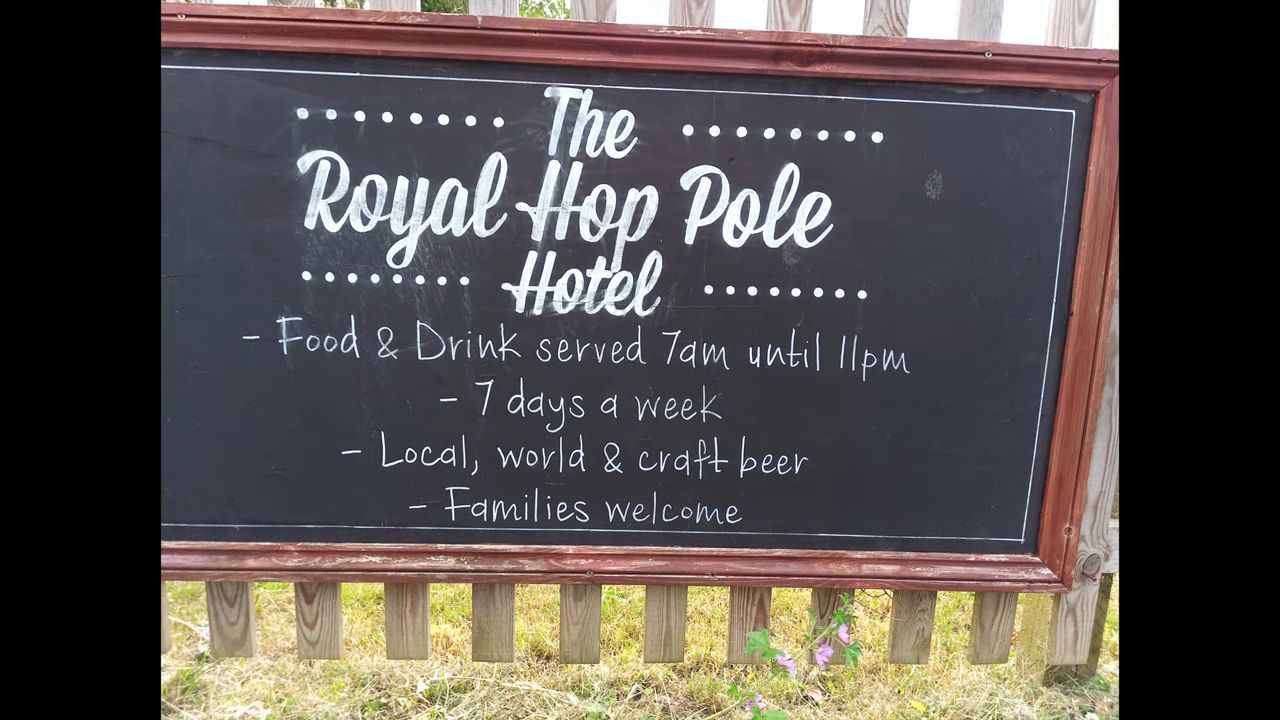 The
Royal Hop Pole
Hotel
- Food & Drink served 7am until 11pm
- 7 days a week
- Local, world & craft beer
- Families welcome